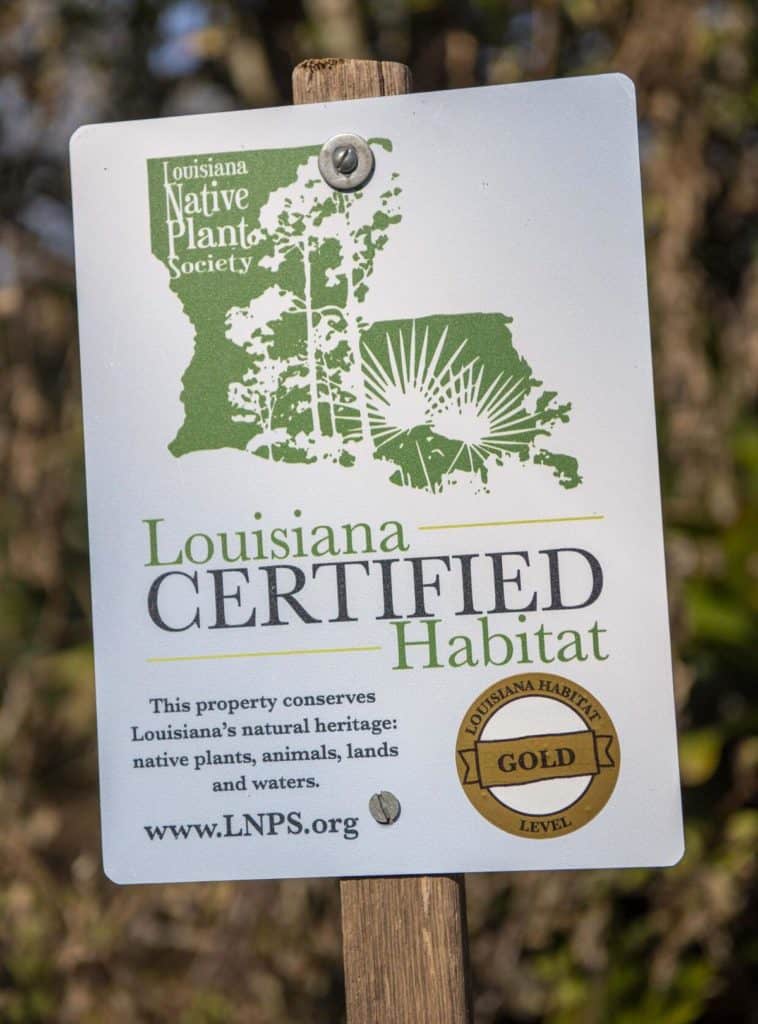 Louisiana
Native
Plant
Society
Louisiana
CERTIFIED
Habitat
This property conserves
Louisiana's natural heritage:
native plants, animals, lands
and waters.
www.LNPS.org
LOUISIANA HABITAT
GOLD
LEVEL